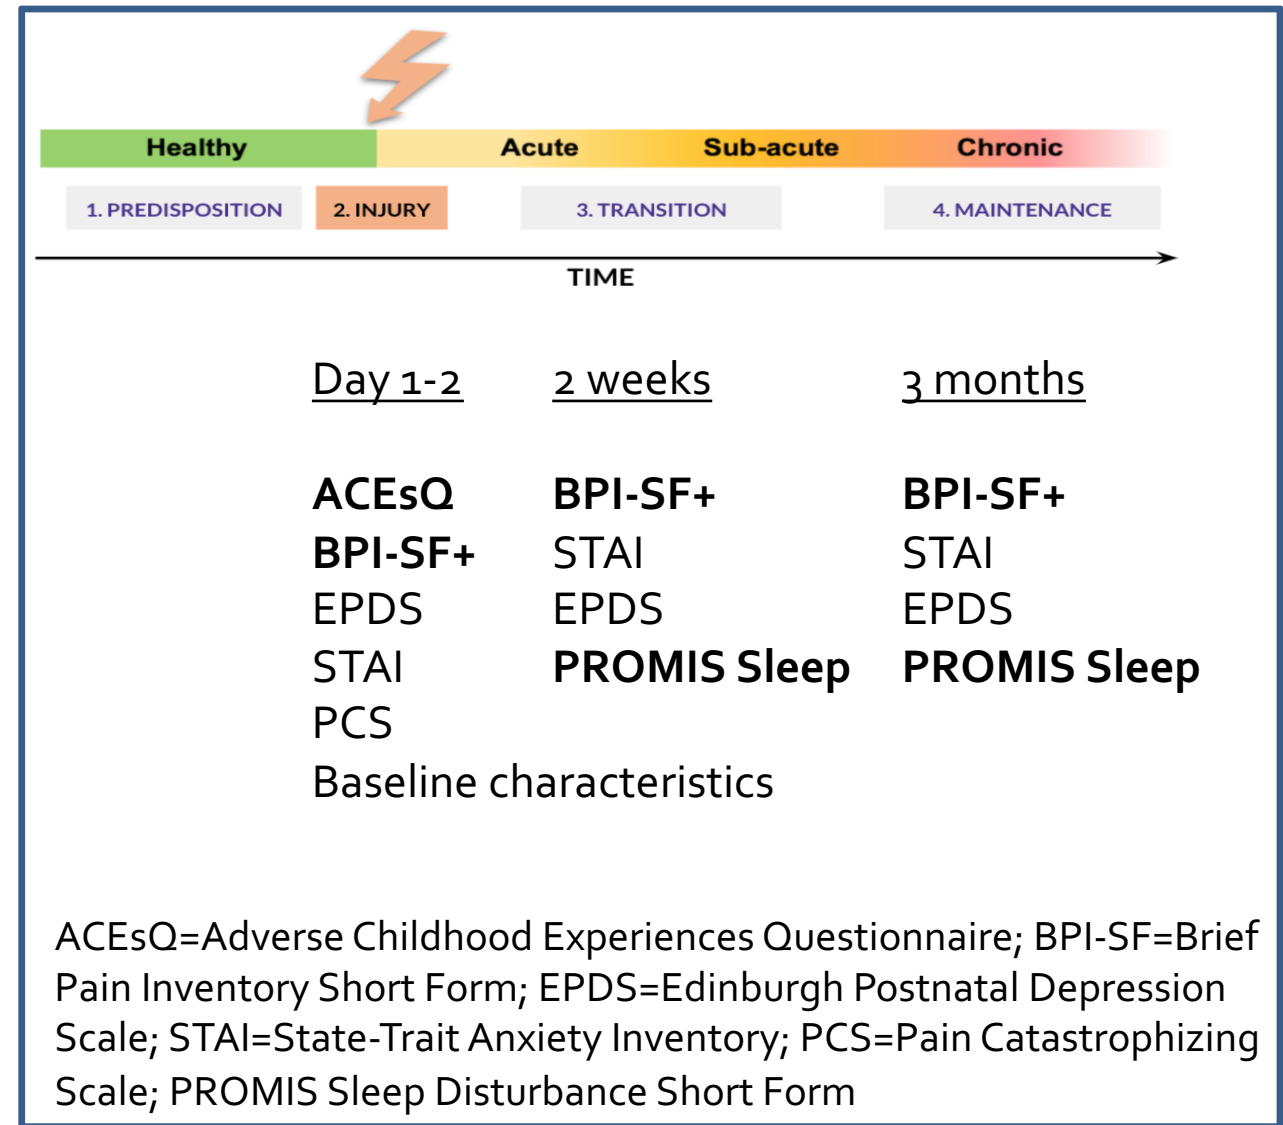 Healthy Acute Sub-acute Chronic
1. PREDISPOSITION 2. INJURY 3. TRANSITION 4. MAINTENANCE
TIME
Day 1-2 2 weeks 3 months
ACEsQ BPI-SF+ BPI-SF+
BPI-SF+ STAI STAI
EPDS EPDS EPDS
STAI PROMIS Sleep PROMIS Sleep
PCS
Baseline characteristics
ACEsQ=Adverse Childhood Experiences Questionnaire; BPI-SF=Brief
Pain Inventory Short Form; EPDS=Edinburgh Postnatal Depression
Scale; STAI=State-Trait Anxiety Inventory; PCS=Pain Catastrophizing
Scale; PROMIS Sleep Disturbance Short Form